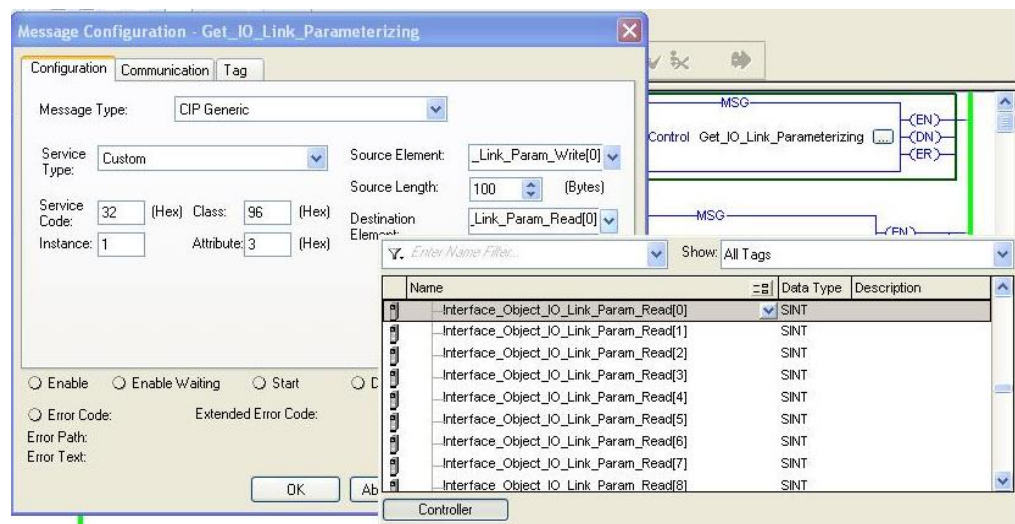 Message Configuration - Get_IO_Link_Parameterizing
Configuration Communication Tag
Message Type: CIP Generic
Service Type: Custom
Source Element: _Link_Param_Write[0]
Source Length: 100 (Bytes)
Service Code: 32 (Hex) Class: 96 (Hex)
Destination Element: _Link_Param_Read[0]
Instance: 1 Attribute: 3 (Hex)
Enable Enable Waiting Start
Error Code: Extended Error Code:
Error Path:
Error Text:
OK
MSG
Control Get_IO_Link_Parameterizing ...
(EN)
(DN)
(ER)
MSG
(EN)
Enter Name Filter... Show: All Tags
Name Data Type Description
Interface_Object_IO_Link_Param_Read[0] SINT
Interface_Object_IO_Link_Param_Read[1] SINT
Interface_Object_IO_Link_Param_Read[2] SINT
Interface_Object_IO_Link_Param_Read[3] SINT
Interface_Object_IO_Link_Param_Read[4] SINT
Interface_Object_IO_Link_Param_Read[5] SINT
Interface_Object_IO_Link_Param_Read[6] SINT
Interface_Object_IO_Link_Param_Read[7] SINT
Interface_Object_IO_Link_Param_Read[8] SINT
Controller